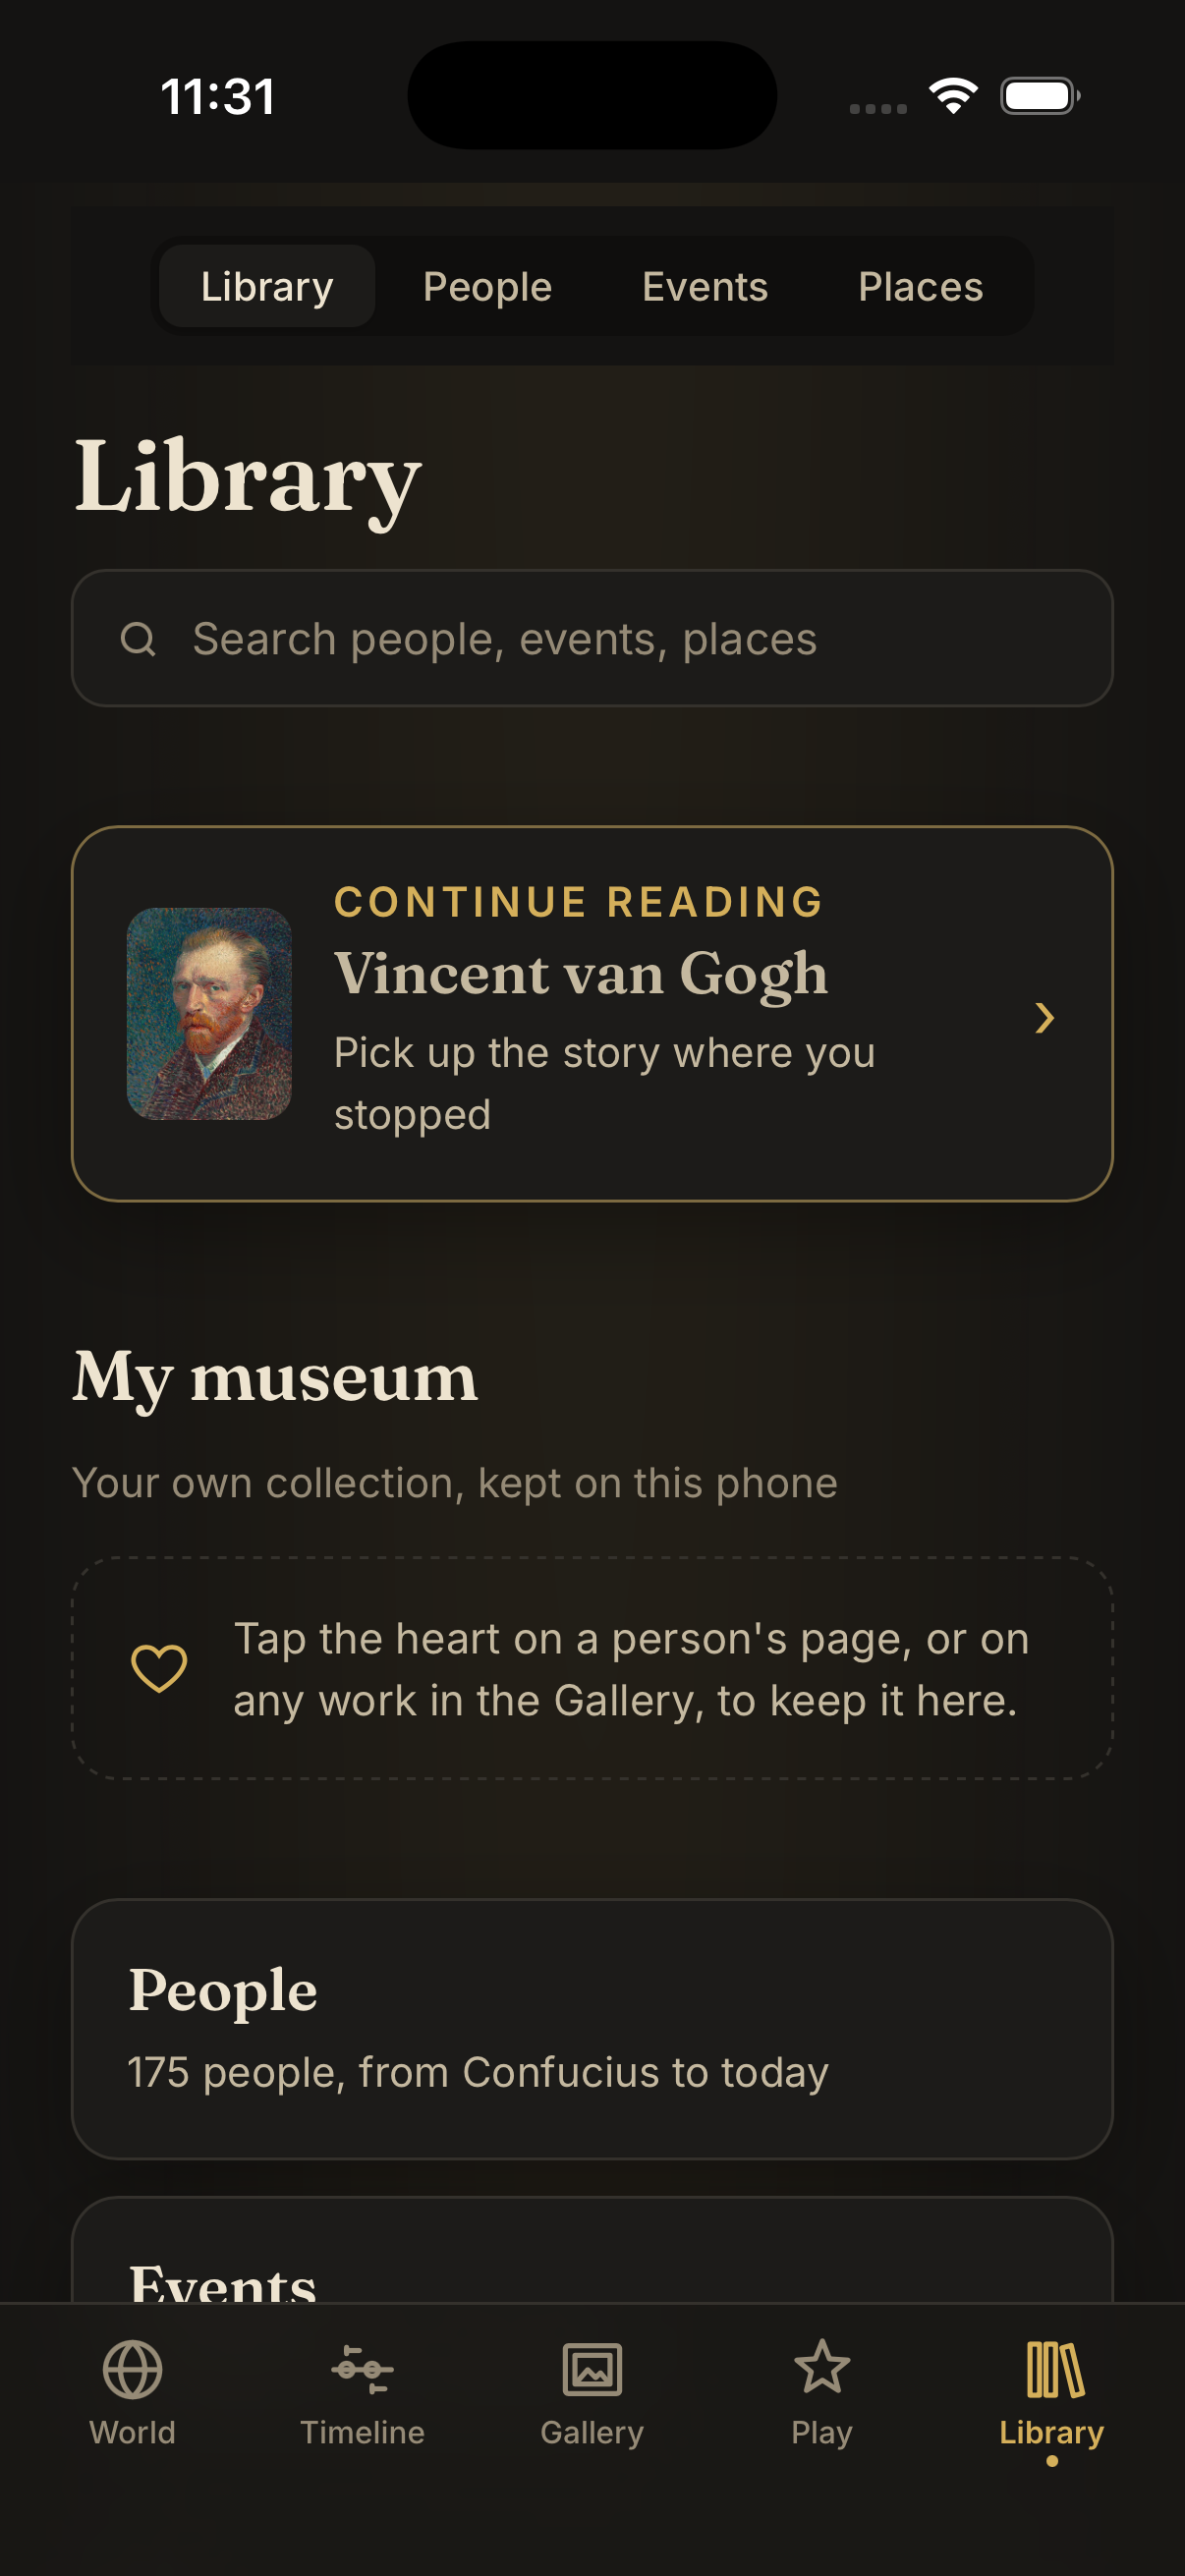 11:31
Library People Events Places
Library
Search people, events, places
CONTINUE READING
Vincent van Gogh
Pick up the story where you
stopped
My museum
Your own collection, kept on this phone
Tap the heart on a person's page, or on
any work in the Gallery, to keep it here.
People
175 people, from Confucius to today
Events
World Timeline Gallery Play Library